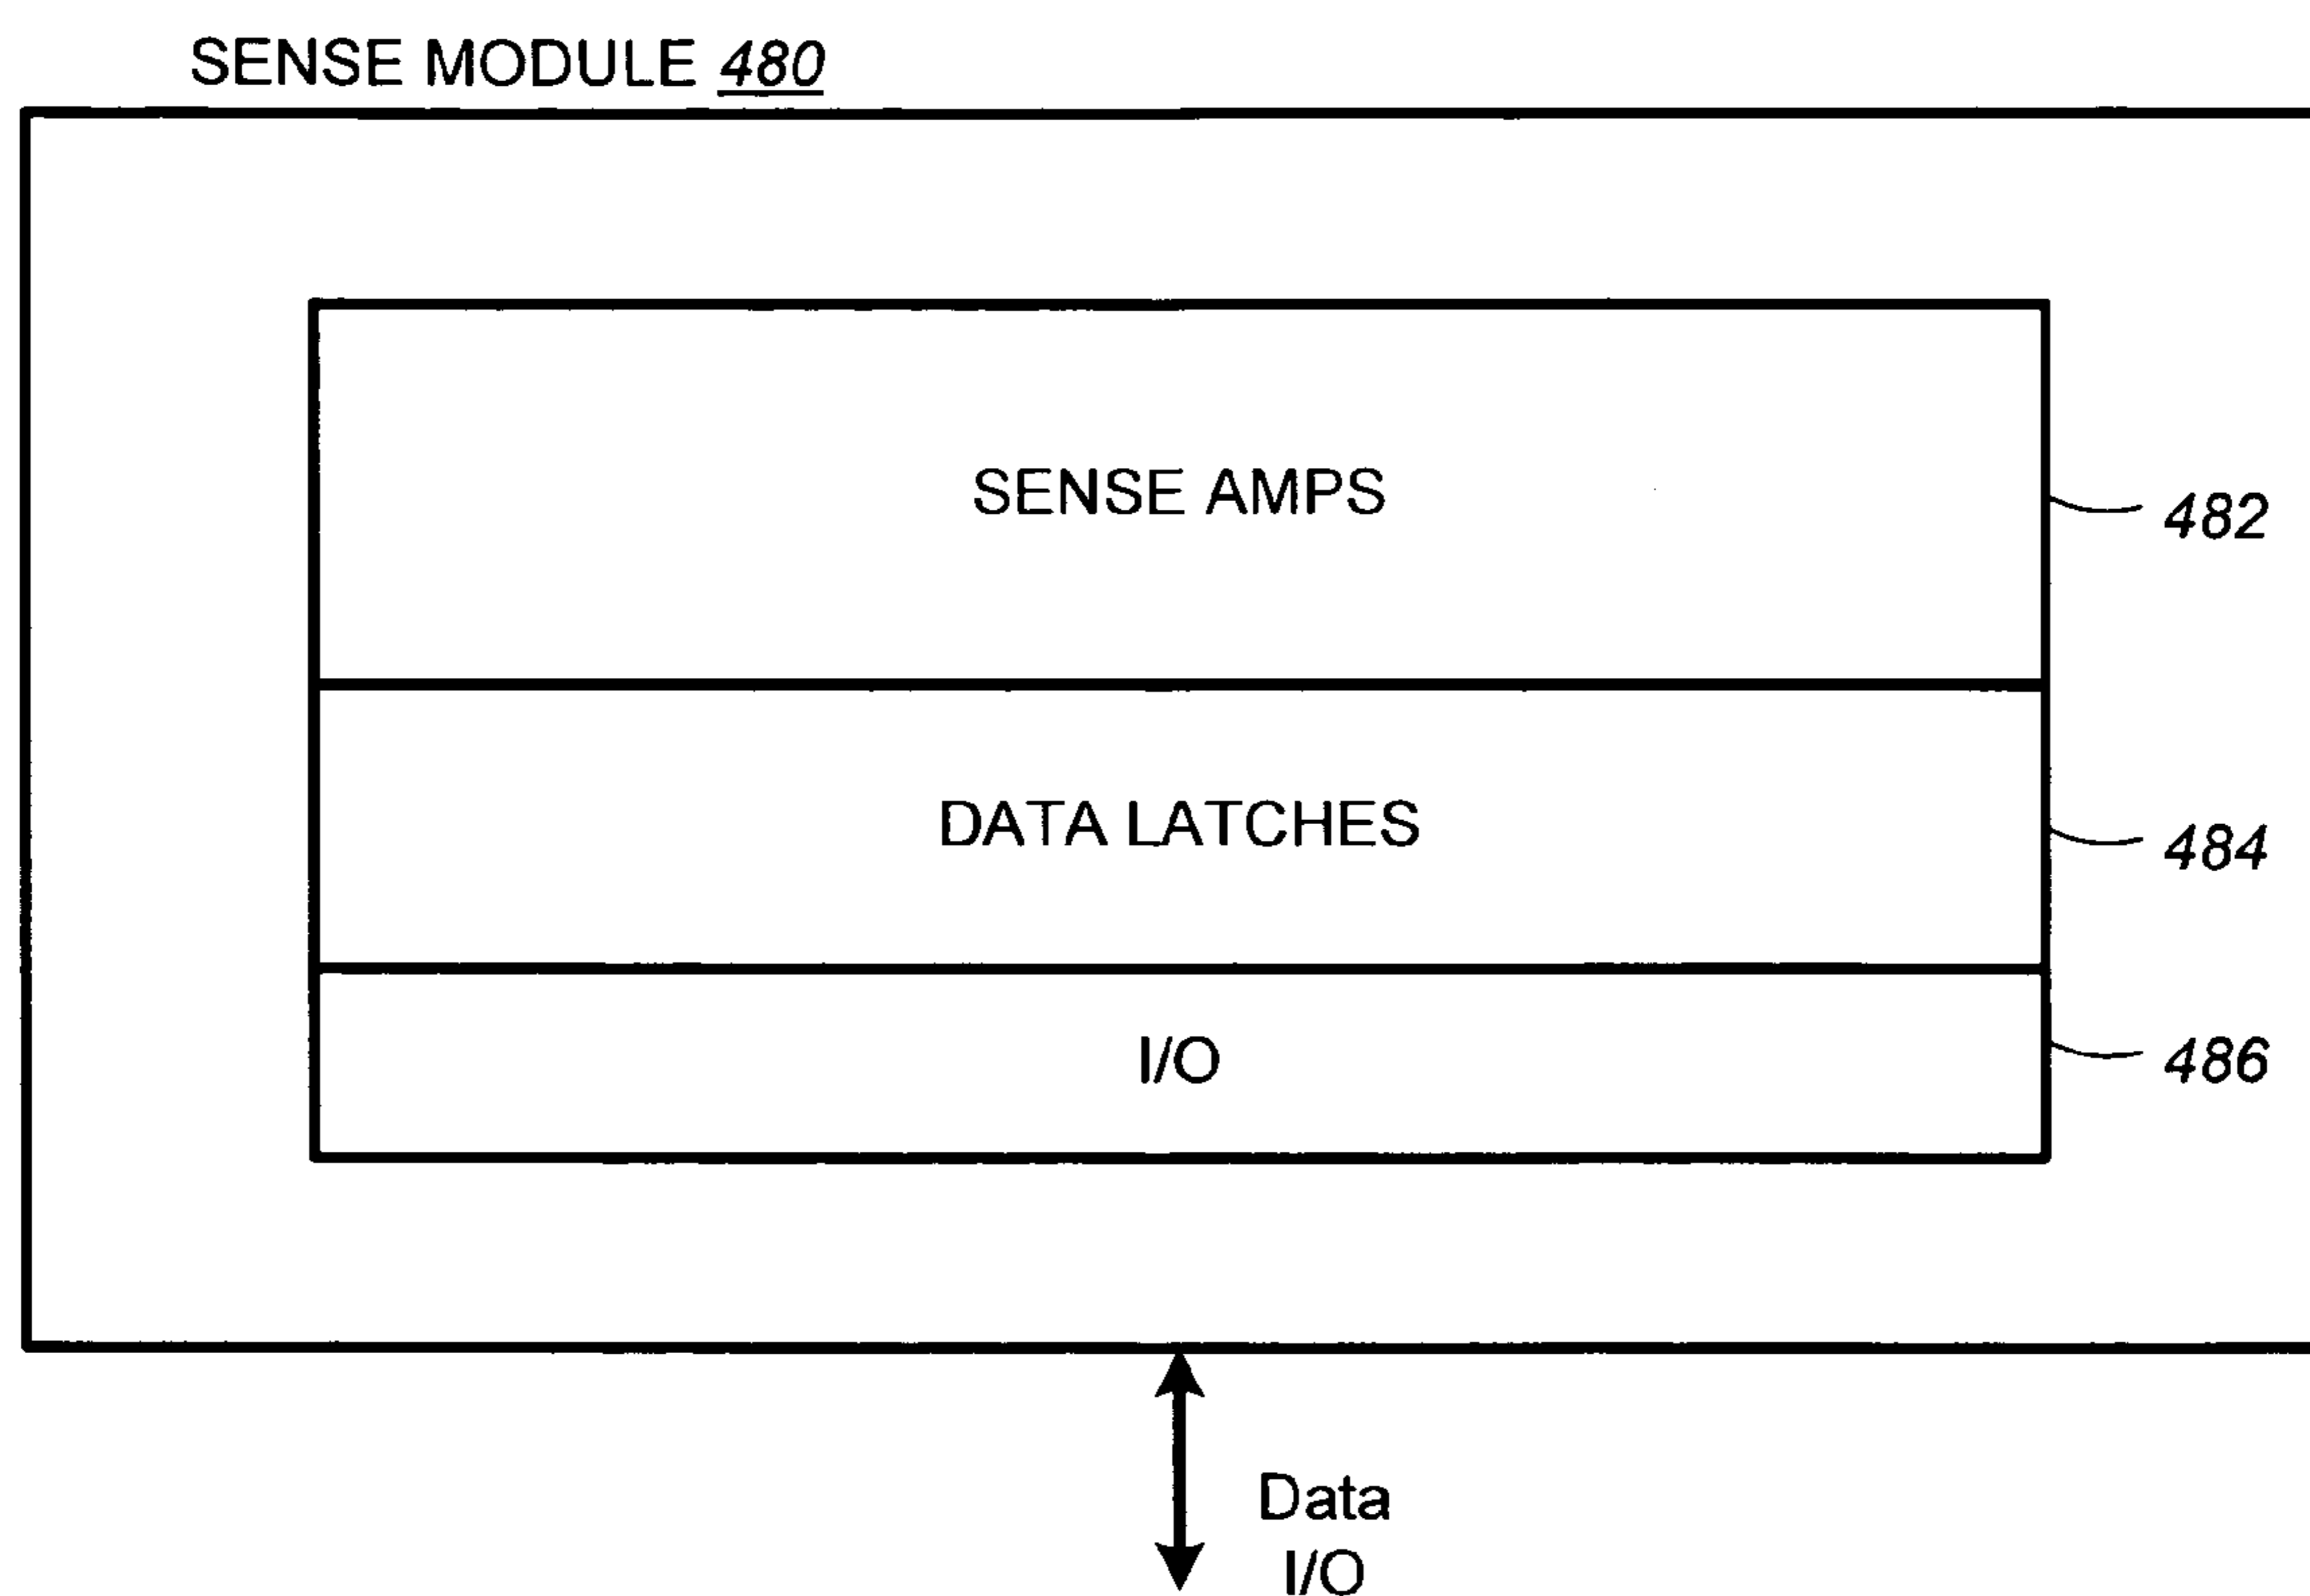 SENSE MODULE 480
SENSE AMPS
482
DATA LATCHES
484
I/O
486
Data
I/O